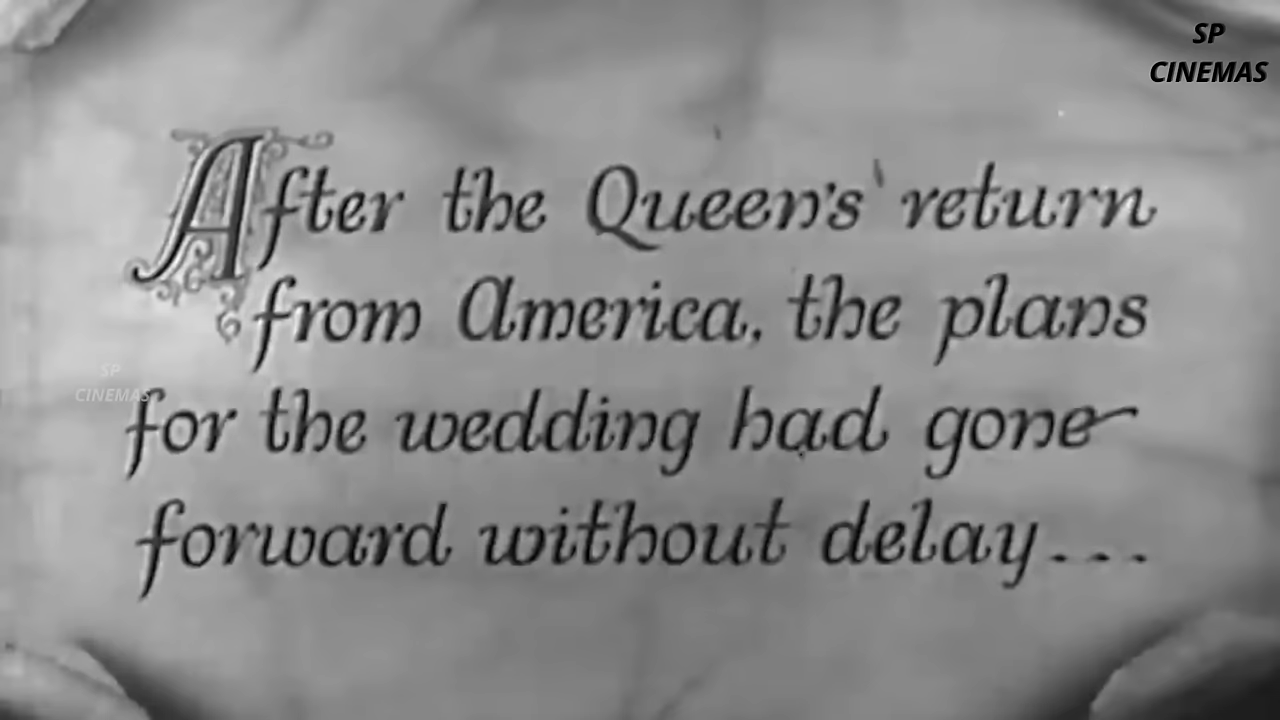 SP
CINEMAS
After the Queen's return
from America, the plans
for the wedding had gone
forward without delay...
SP
CINEMAS